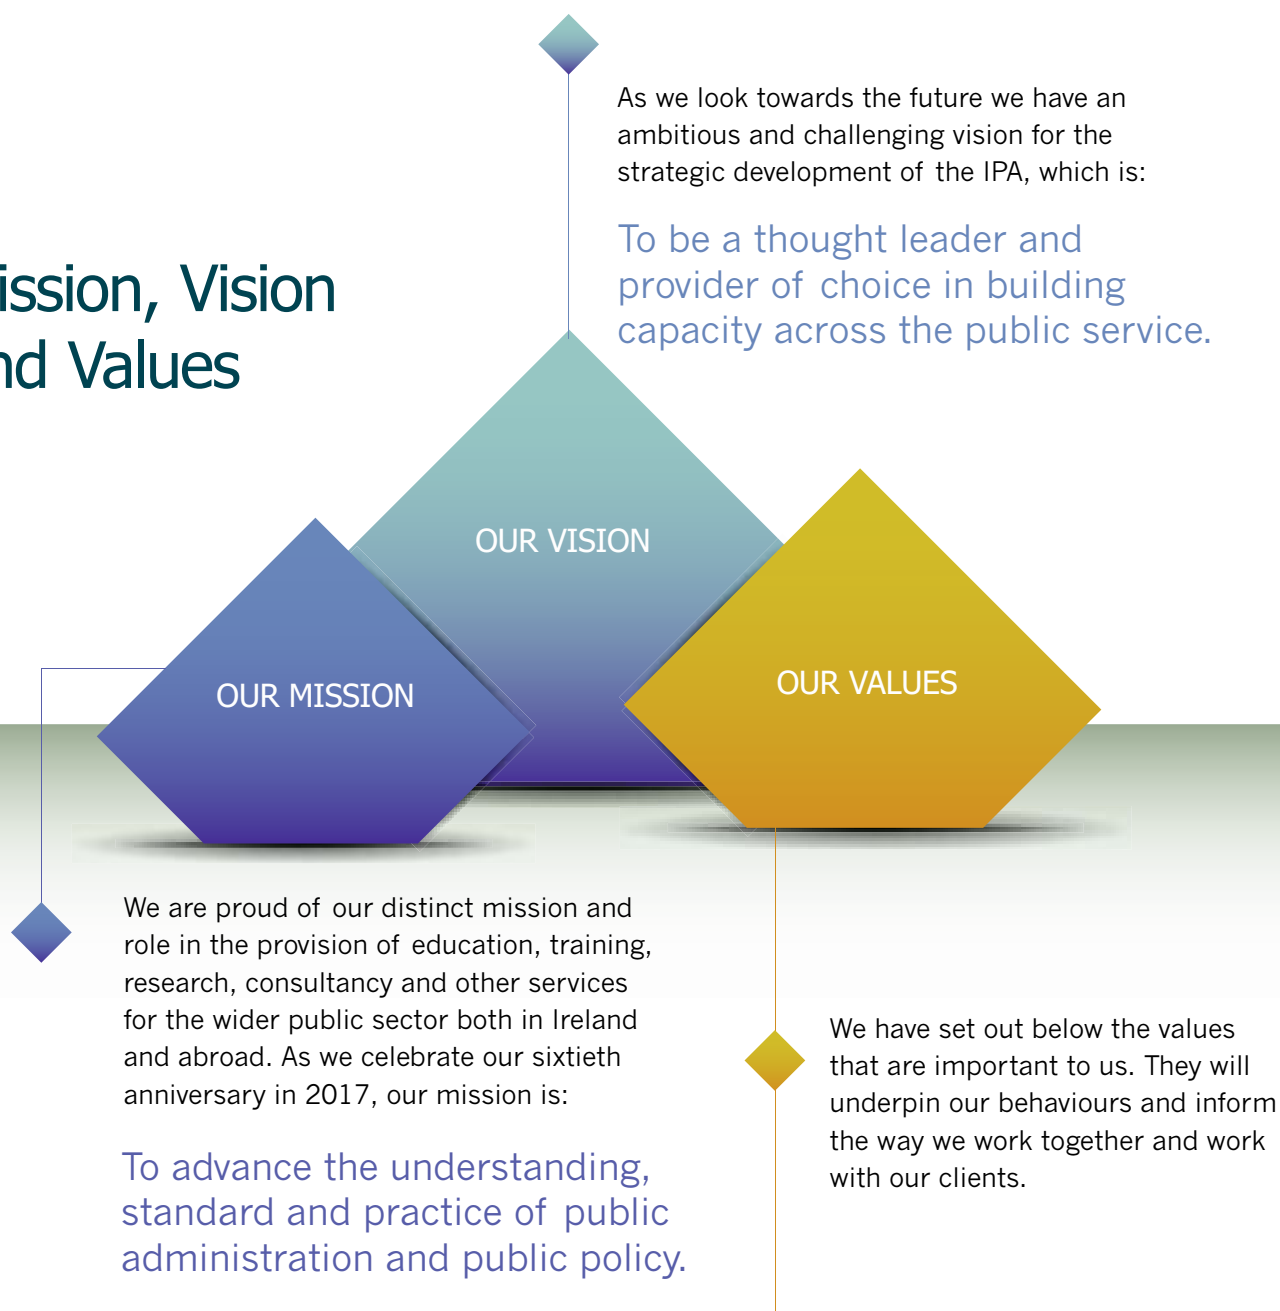 ission, Vision
nd Values
As we look towards the future we have an
ambitious and challenging vision for the
strategic development of the IPA, which is:
To be a thought leader and
provider of choice in building
capacity across the public service.
OUR VISION
OUR MISSION
OUR VALUES
We are proud of our distinct mission and
role in the provision of education, training,
research, consultancy and other services
for the wider public sector both in Ireland
and abroad. As we celebrate our sixtieth
anniversary in 2017, our mission is:
To advance the understanding,
standard and practice of public
administration and public policy.
We have set out below the values
that are important to us. They will
underpin our behaviours and inform
the way we work together and work
with our clients.